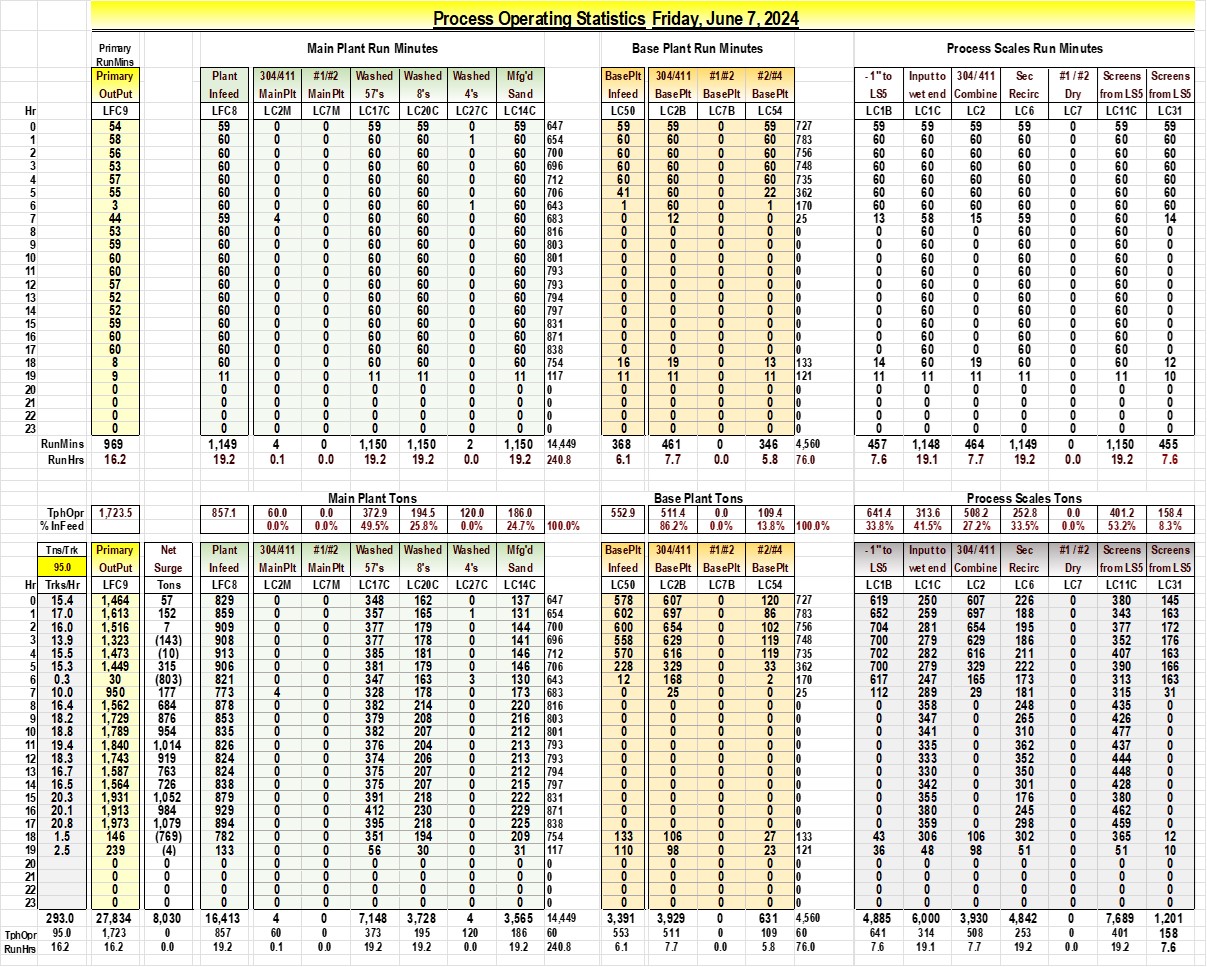 Process Operating Statistics Friday, June 7, 2024
Primary Main Plant Run Minutes Base Plant Run Minutes Process Scales Run Minutes
RunMins
Primary Plant 304/411 #1/#2 Washed Washed Washed Mfg'd BasePlt 304/411 #1/#2 #2/#4 -1" to Input to 304/411 Sec #1/#2 Screens Screens
OutPut Infeed MainPlt MainPlt 57's 8's 4's Sand Infeed BasePlt BasePlt BasePlt LS5 wet end Combine Recirc Dry from LS5 from LS5
Hr LFC9 LFC8 LC2M LC7M LC17C LC20C LC27C LC14C LC50 LC2B LC7B LC54 LC1B LC1C LC2 LC6 LC7 LC11C LC31
0 54 59 0 0 59 59 0 59 647 59 59 0 59 727 59 59 59 59 0 59 59
1 58 60 0 0 60 60 1 60 654 60 60 0 60 783 60 60 60 60 0 60 60
2 56 60 0 0 60 60 0 60 700 60 60 0 60 756 60 60 60 60 0 60 60
3 53 60 0 0 60 60 0 60 696 60 60 0 60 748 60 60 60 60 0 60 60
4 57 60 0 0 60 60 0 60 712 60 60 0 60 735 60 60 60 60 0 60 60
5 55 60 0 0 60 60 0 60 706 41 60 0 22 362 60 60 60 60 0 60 60
6 3 60 0 0 60 60 1 60 643 1 60 0 1 170 60 60 60 60 0 60 60
7 44 59 4 0 60 60 0 60 683 0 12 0 0 25 13 58 15 59 0 60 14
8 53 60 0 0 60 60 0 60 816 0 0 0 0 0 0 60 0 60 0 60 0
9 59 60 0 0 60 60 0 60 803 0 0 0 0 0 0 60 0 60 0 60 0
10 60 60 0 0 60 60 0 60 801 0 0 0 0 0 0 60 0 60 0 60 0
11 60 60 0 0 60 60 0 60 793 0 0 0 0 0 0 60 0 60 0 60 0
12 57 60 0 0 60 60 0 60 793 0 0 0 0 0 0 60 0 60 0 60 0
13 52 60 0 0 60 60 0 60 794 0 0 0 0 0 0 60 0 60 0 60 0
14 52 60 0 0 60 60 0 60 797 0 0 0 0 0 0 60 0 60 0 60 0
15 59 60 0 0 60 60 0 60 831 0 0 0 0 0 0 60 0 60 0 60 0
16 60 60 0 0 60 60 0 60 871 0 0 0 0 0 0 60 0 60 0 60 0
17 60 60 0 0 60 60 0 60 838 0 0 0 0 0 0 60 0 60 0 60 0
18 8 60 0 0 60 60 0 60 754 16 19 0 13 133 14 60 19 60 0 60 12
19 9 11 0 0 11 11 0 11 117 11 11 0 11 121 11 11 11 11 0 11 10
20 0 0 0 0 0 0 0 0 0 0 0 0 0 0 0 0 0 0 0 0 0
21 0 0 0 0 0 0 0 0 0 0 0 0 0 0 0 0 0 0 0 0 0
22 0 0 0 0 0 0 0 0 0 0 0 0 0 0 0 0 0 0 0 0 0
23 0 0 0 0 0 0 0 0 0 0 0 0 0 0 0 0 0 0 0 0 0
RunMins 969 1,149 4 0 1,150 1,150 2 1,150 14,449 368 461 0 346 4,560 457 1,148 464 1,149 0 1,150 455
RunHrs 16.2 19.2 0.1 0.0 19.2 19.2 0.0 19.2 240.8 6.1 7.7 0.0 5.8 76.0 7.6 19.1 7.7 19.2 0.0 19.2 7.6
Main Plant Tons Base Plant Tons Process Scales Tons
TphOpr 1,723.5 857.1 60.0 0.0 372.9 194.5 120.0 186.0 552.9 511.4 0.0 109.4 641.4 313.6 508.2 252.8 0.0 401.2 158.4
% InFeed 0.0% 0.0% 49.5% 25.8% 0.0% 24.7% 100.0% 86.2% 0.0% 13.8% 100.0% 33.8% 41.5% 27.2% 33.5% 0.0% 53.2% 8.3%
Tns/Trk Primary Net Plant 304/411 #1/#2 Washed Washed Washed Mfg'd BasePlt 304/411 #1/#2 #2/#4 -1" to Input to 304/411 Sec #1/#2 Screens Screens
95.0 OutPut Surge Infeed MainPlt MainPlt 57's 8's 4's Sand Infeed BasePlt BasePlt BasePlt LS5 wet end Combine Recirc Dry from LS5 from LS5
Hr Trks/Hr LFC9 Tons LFC8 LC2M LC7M LC17C LC20C LC27C LC14C LC50 LC2B LC7B LC54 LC1B LC1C LC2 LC6 LC7 LC11C LC31
0 15.4 1,464 57 829 0 0 348 162 0 137 647 578 607 0 120 727 619 250 607 226 0 380 145
1 17.0 1,613 152 859 0 0 357 165 0 131 654 602 697 0 86 783 652 259 697 188 0 343 163
2 16.0 1,516 7 909 0 0 377 179 0 144 700 600 654 0 102 756 704 281 654 195 0 377 172
3 13.9 1,323 (143) 908 0 0 377 178 0 141 696 558 629 0 119 748 700 279 629 186 0 352 176
4 15.5 1,473 (10) 913 0 0 385 181 0 146 712 570 616 0 119 735 702 282 616 211 0 407 163
5 15.3 1,449 315 906 0 0 381 179 0 146 706 228 329 0 33 362 700 279 329 222 0 390 166
6 0.3 30 (803) 821 0 0 347 163 3 130 643 12 168 0 2 170 617 247 165 173 0 313 163
7 10.0 950 177 773 4 0 328 178 0 173 683 0 25 0 0 25 112 289 29 181 0 315 31
8 16.4 1,562 684 878 0 0 382 214 0 220 816 0 0 0 0 0 0 358 0 248 0 435 0
9 18.2 1,729 876 853 0 0 379 208 0 216 803 0 0 0 0 0 0 347 0 265 0 426 0
10 18.8 1,789 954 835 0 0 382 207 0 212 801 0 0 0 0 0 0 341 0 310 0 477 0
11 19.4 1,840 1,014 826 0 0 376 204 0 213 793 0 0 0 0 0 0 335 0 362 0 437 0
12 18.3 1,743 919 824 0 0 374 206 0 213 793 0 0 0 0 0 0 333 0 352 0 444 0
13 16.7 1,587 763 824 0 0 375 207 0 212 794 0 0 0 0 0 0 330 0 350 0 448 0
14 16.5 1,564 726 838 0 0 375 207 0 215 797 0 0 0 0 0 0 342 0 301 0 428 0
15 20.3 1,931 1,052 879 0 0 391 218 0 222 831 0 0 0 0 0 0 355 0 176 0 380 0
16 20.1 1,913 984 929 0 0 412 230 0 229 871 0 0 0 0 0 0 380 0 245 0 462 0
17 20.8 1,973 1,079 894 0 0 395 218 0 225 838 0 0 0 0 0 0 359 0 298 0 459 0
18 1.5 146 (769) 782 0 0 351 194 0 209 754 133 106 0 27 133 43 306 106 302 0 365 12
19 2.5 239 (4) 133 0 0 56 30 0 31 117 110 98 0 23 121 36 48 98 51 0 51 10
20 0 0 0 0 0 0 0 0 0 0 0 0 0 0 0 0 0 0 0 0 0 0
21 0 0 0 0 0 0 0 0 0 0 0 0 0 0 0 0 0 0 0 0 0 0
22 0 0 0 0 0 0 0 0 0 0 0 0 0 0 0 0 0 0 0 0 0 0
23 0 0 0 0 0 0 0 0 0 0 0 0 0 0 0 0 0 0 0 0 0 0
293.0 27,834 8,030 16,413 4 0 7,148 3,728 4 3,565 14,449 3,391 3,929 0 631 4,560 4,885 6,000 3,930 4,842 0 7,689 1,201
TphOpr 95.0 1,723 0 857 60 0 373 195 120 186 60 553 511 0 109 60 641 314 508 253 0 401 158
RunHrs 16.2 16.2 0.0 19.2 0.1 0.0 19.2 19.2 0.0 19.2 240.8 6.1 7.7 0.0 5.8 76.0 7.6 19.1 7.7 19.2 0.0 19.2 7.6